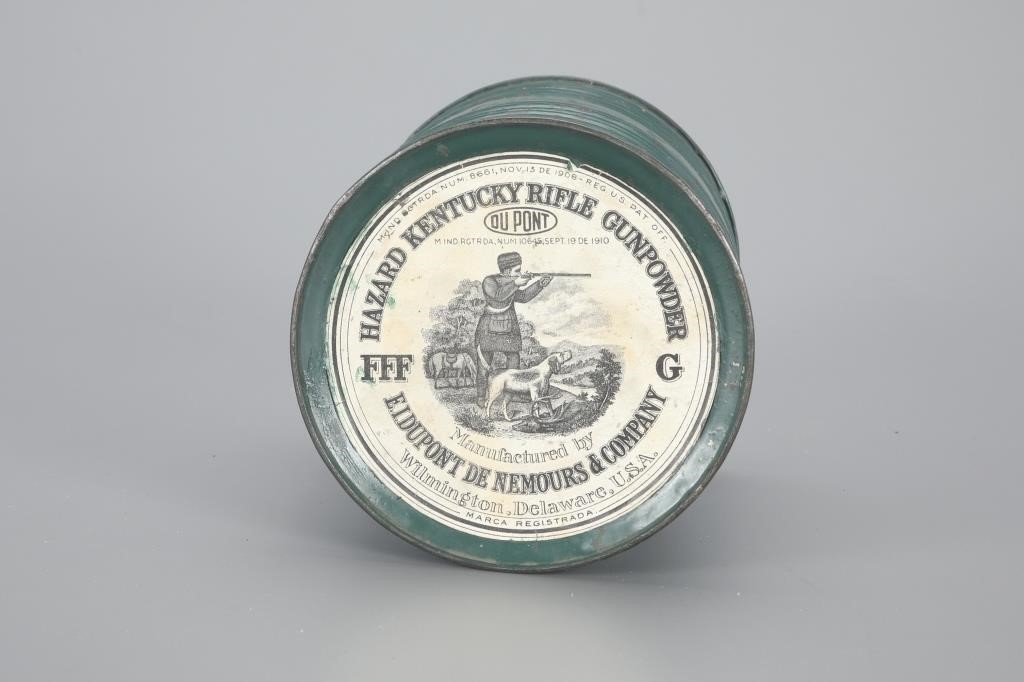 M IND. RGTRDA. NUM. 8661, NOV. 13 DE 1908 - REG. U.S. PAT. OFF.
HAZARD KENTUCKY RIFLE GUNPOWDER
DU PONT
M IND. RGTRDA, NUM 10645, SEPT. 19 DE 1910
FFF G
Manufactured by
E.I. DUPONT DE NEMOURS & COMPANY
Wilmington, Delaware, U.S.A.
MARCA REGISTRADA.